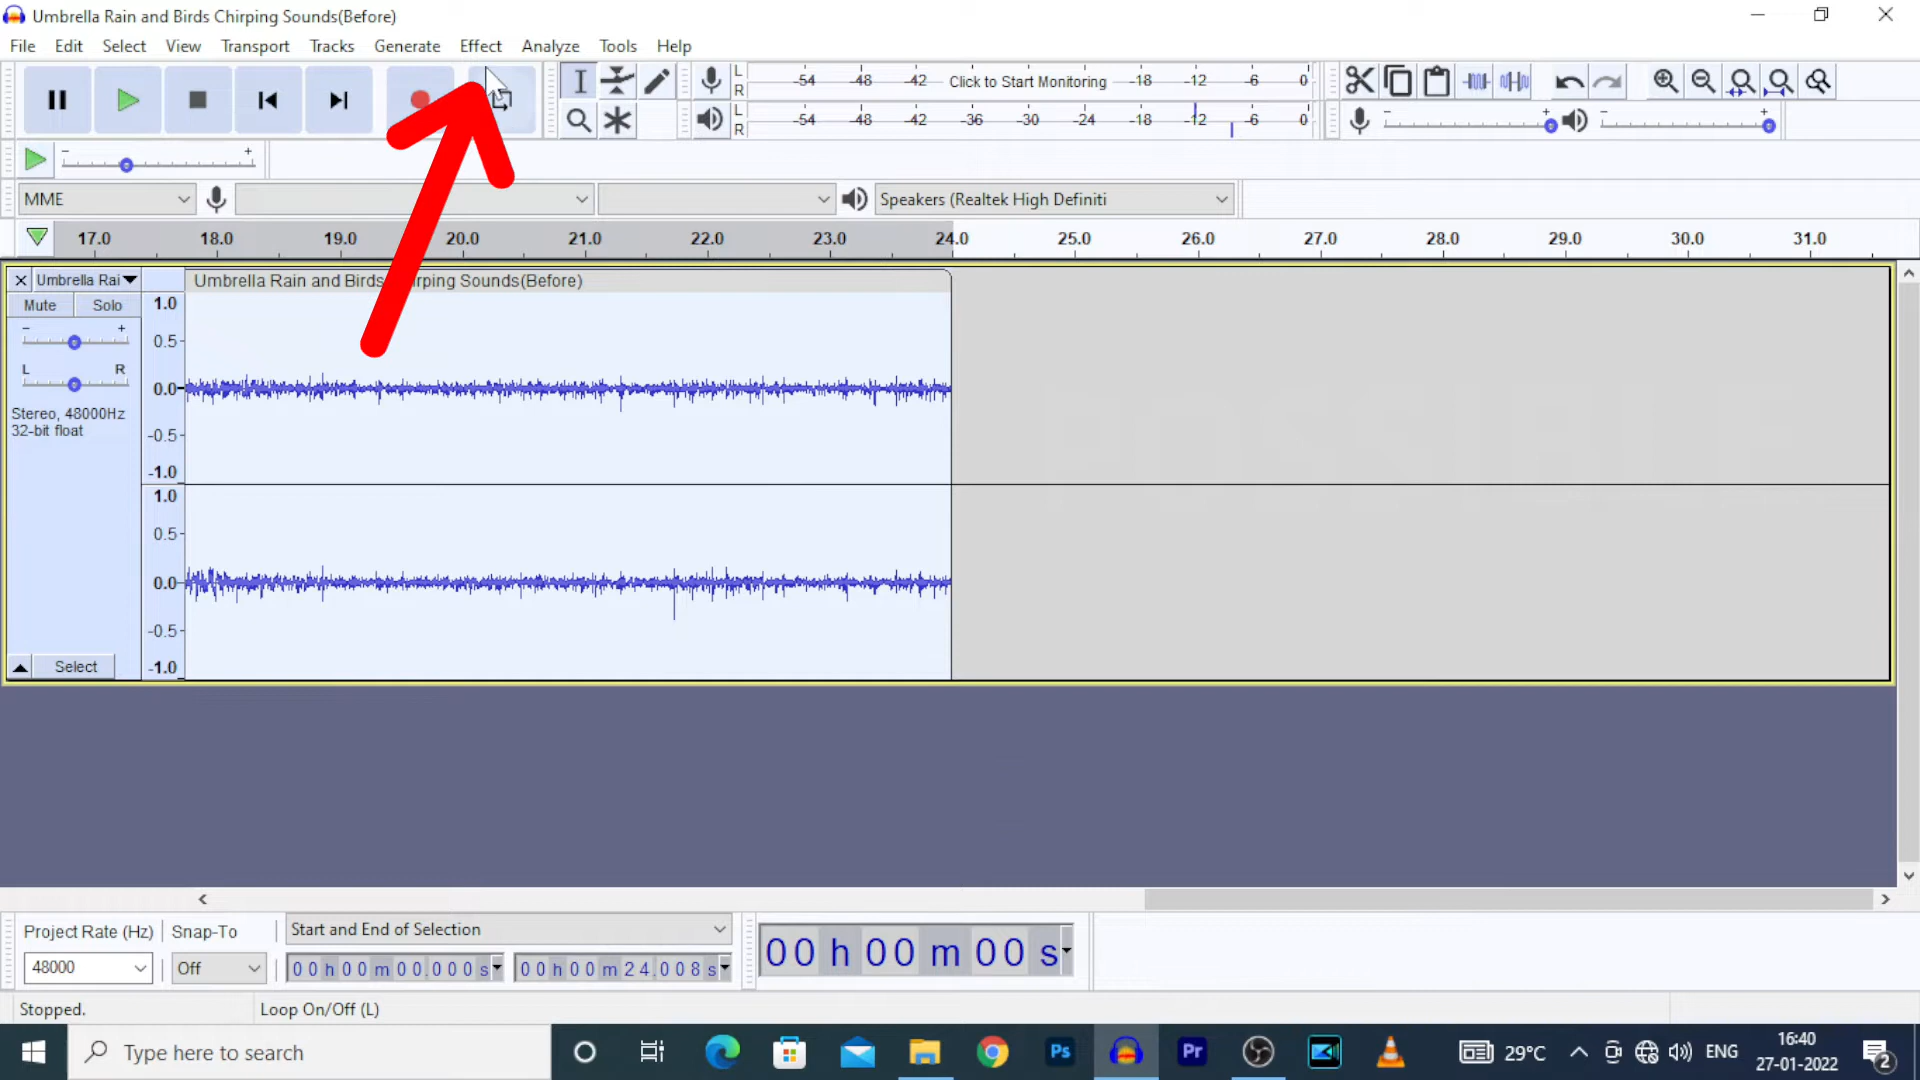 Umbrella Rain and Birds Chirping Sounds(Before)
File Edit Select View Transport Tracks Generate Effect Analyze Tools Help
L R -54 -48 -42 Click to Start Monitoring -18 -12 -6 0
L R -54 -48 -42 -36 -30 -24 -18 -12 -6 0
- +
- +
- +
MME
Speakers (Realtek High Definiti
17.0 18.0 19.0 20.0 21.0 22.0 23.0 24.0 25.0 26.0 27.0 28.0 29.0 30.0 31.0
Umbrella Rai
Umbrella Rain and Birds Chirping Sounds(Before)
Mute Solo
- +
L R
Stereo, 48000Hz
32-bit float
1.0
0.5
0.0
-0.5
-1.0
1.0
0.5
0.0
-0.5
-1.0
Select
Project Rate (Hz) Snap-To Start and End of Selection
48000 Off 00 h 00 m 00.000 s 00 h 00 m 24.008 s
00 h 00 m 00 s
Stopped. Loop On/Off (L)
Type here to search
Ps
Pr
29°C
ENG
16:40
27-01-2022
2